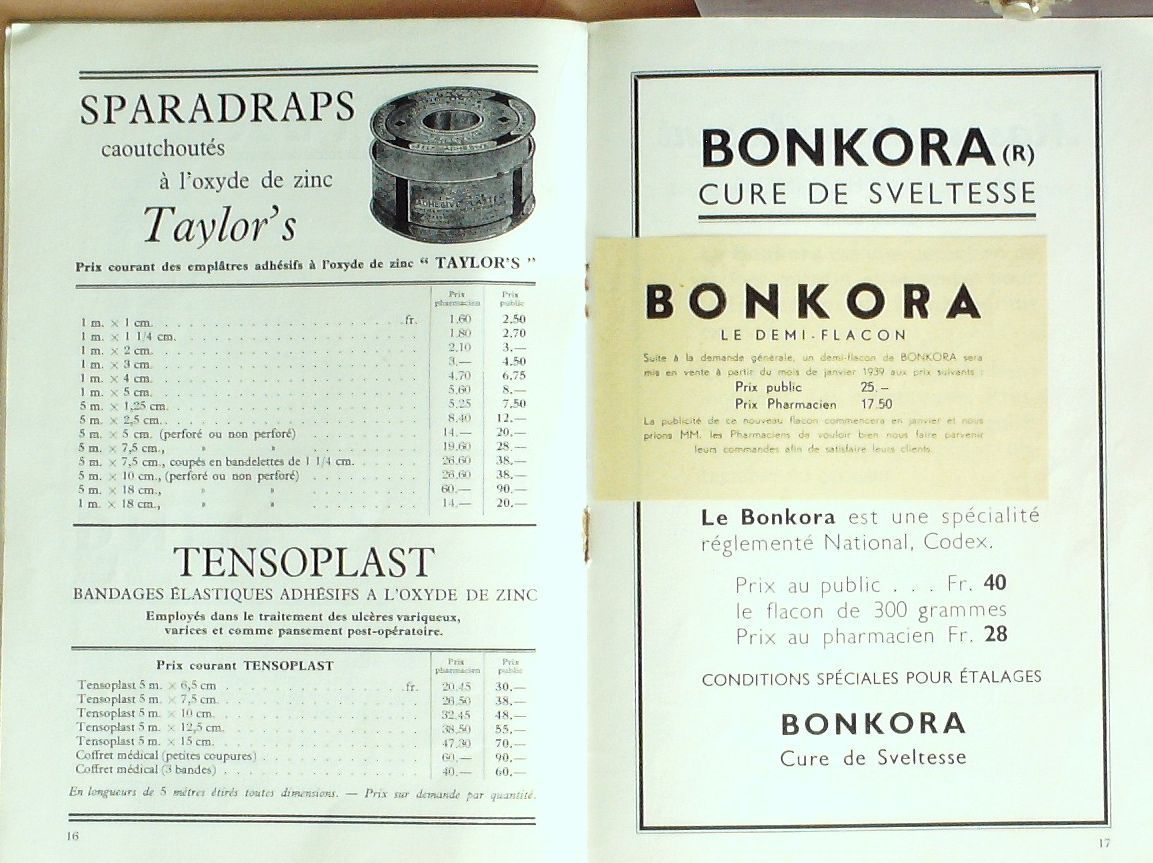 SPARADRAPS
caoutchoutés
à l'oxyde de zinc
Taylor's
ADHESIVE PLASTER
Prix courant des emplâtres adhésifs à l'oxyde de zinc “ TAYLOR'S ”
Prix pharmacien Prix public
1 m. × 1 cm. . . . fr. 1,60 2,50
1 m. × 1 1/4 cm. . . . 1,80 2,70
1 m. × 2 cm. . . . 2,10 3,—
1 m. × 3 cm. . . . 3,— 4,50
1 m. × 4 cm. . . . 4,70 6,75
1 m. × 5 cm. . . . 5,60 8,—
5 m. × 1,25 cm. . . . 5,25 7,50
5 m. × 2,5 cm. . . . 8,40 12,—
5 m. × 5 cm. (perforé ou non perforé) . . . 14,— 20,—
5 m. × 7,5 cm., » » . . . 19,60 28,—
5 m. × 7,5 cm., coupés en bandelettes de 1 1/4 cm. . . . 26,60 38,—
5 m. × 10 cm., (perforé ou non perforé) . . . 26,60 38,—
5 m. × 18 cm., » » . . . 60,— 90,—
1 m. × 18 cm., » » . . . 14,— 20,—
TENSOPLAST
BANDAGES ÉLASTIQUES ADHÉSIFS A L'OXYDE DE ZINC
Employés dans le traitement des ulcères variqueux,
varices et comme pansement post-opératoire.
Prix courant TENSOPLAST Prix pharmacien Prix public
Tensoplast 5 m. × 6,5 cm . . . fr. 20,45 30,—
Tensoplast 5 m. × 7,5 cm. . . . 26,50 38,—
Tensoplast 5 m. × 10 cm. . . . 32,45 48,—
Tensoplast 5 m. × 12,5 cm. . . . 38,50 55,—
Tensoplast 5 m. × 15 cm. . . . 47,30 70,—
Coffret médical (petites coupures) . . . 60,— 90,—
Coffret médical (3 bandes) . . . 40,— 60,—
En longueurs de 5 mètres étirés toutes dimensions. — Prix sur demande par quantité.
16
BONKORA (R)
CURE DE SVELTESSE
BONKORA
LE DEMI-FLACON
Suite à la demande générale, un demi-flacon de BONKORA sera
mis en vente à partir du mois de janvier 1939 aux prix suivants :
Prix public 25.–
Prix Pharmacien 17.50
La publicité de ce nouveau flacon commencera en janvier et nous
prions MM. les Pharmaciens de vouloir bien nous faire parvenir
leurs commandes afin de satisfaire leurs clients.
Le Bonkora est une spécialité
réglementé National, Codex.
Prix au public . . . Fr. 40
le flacon de 300 grammes
Prix au pharmacien Fr. 28
CONDITIONS SPÉCIALES POUR ÉTALAGES
BONKORA
Cure de Sveltesse
17